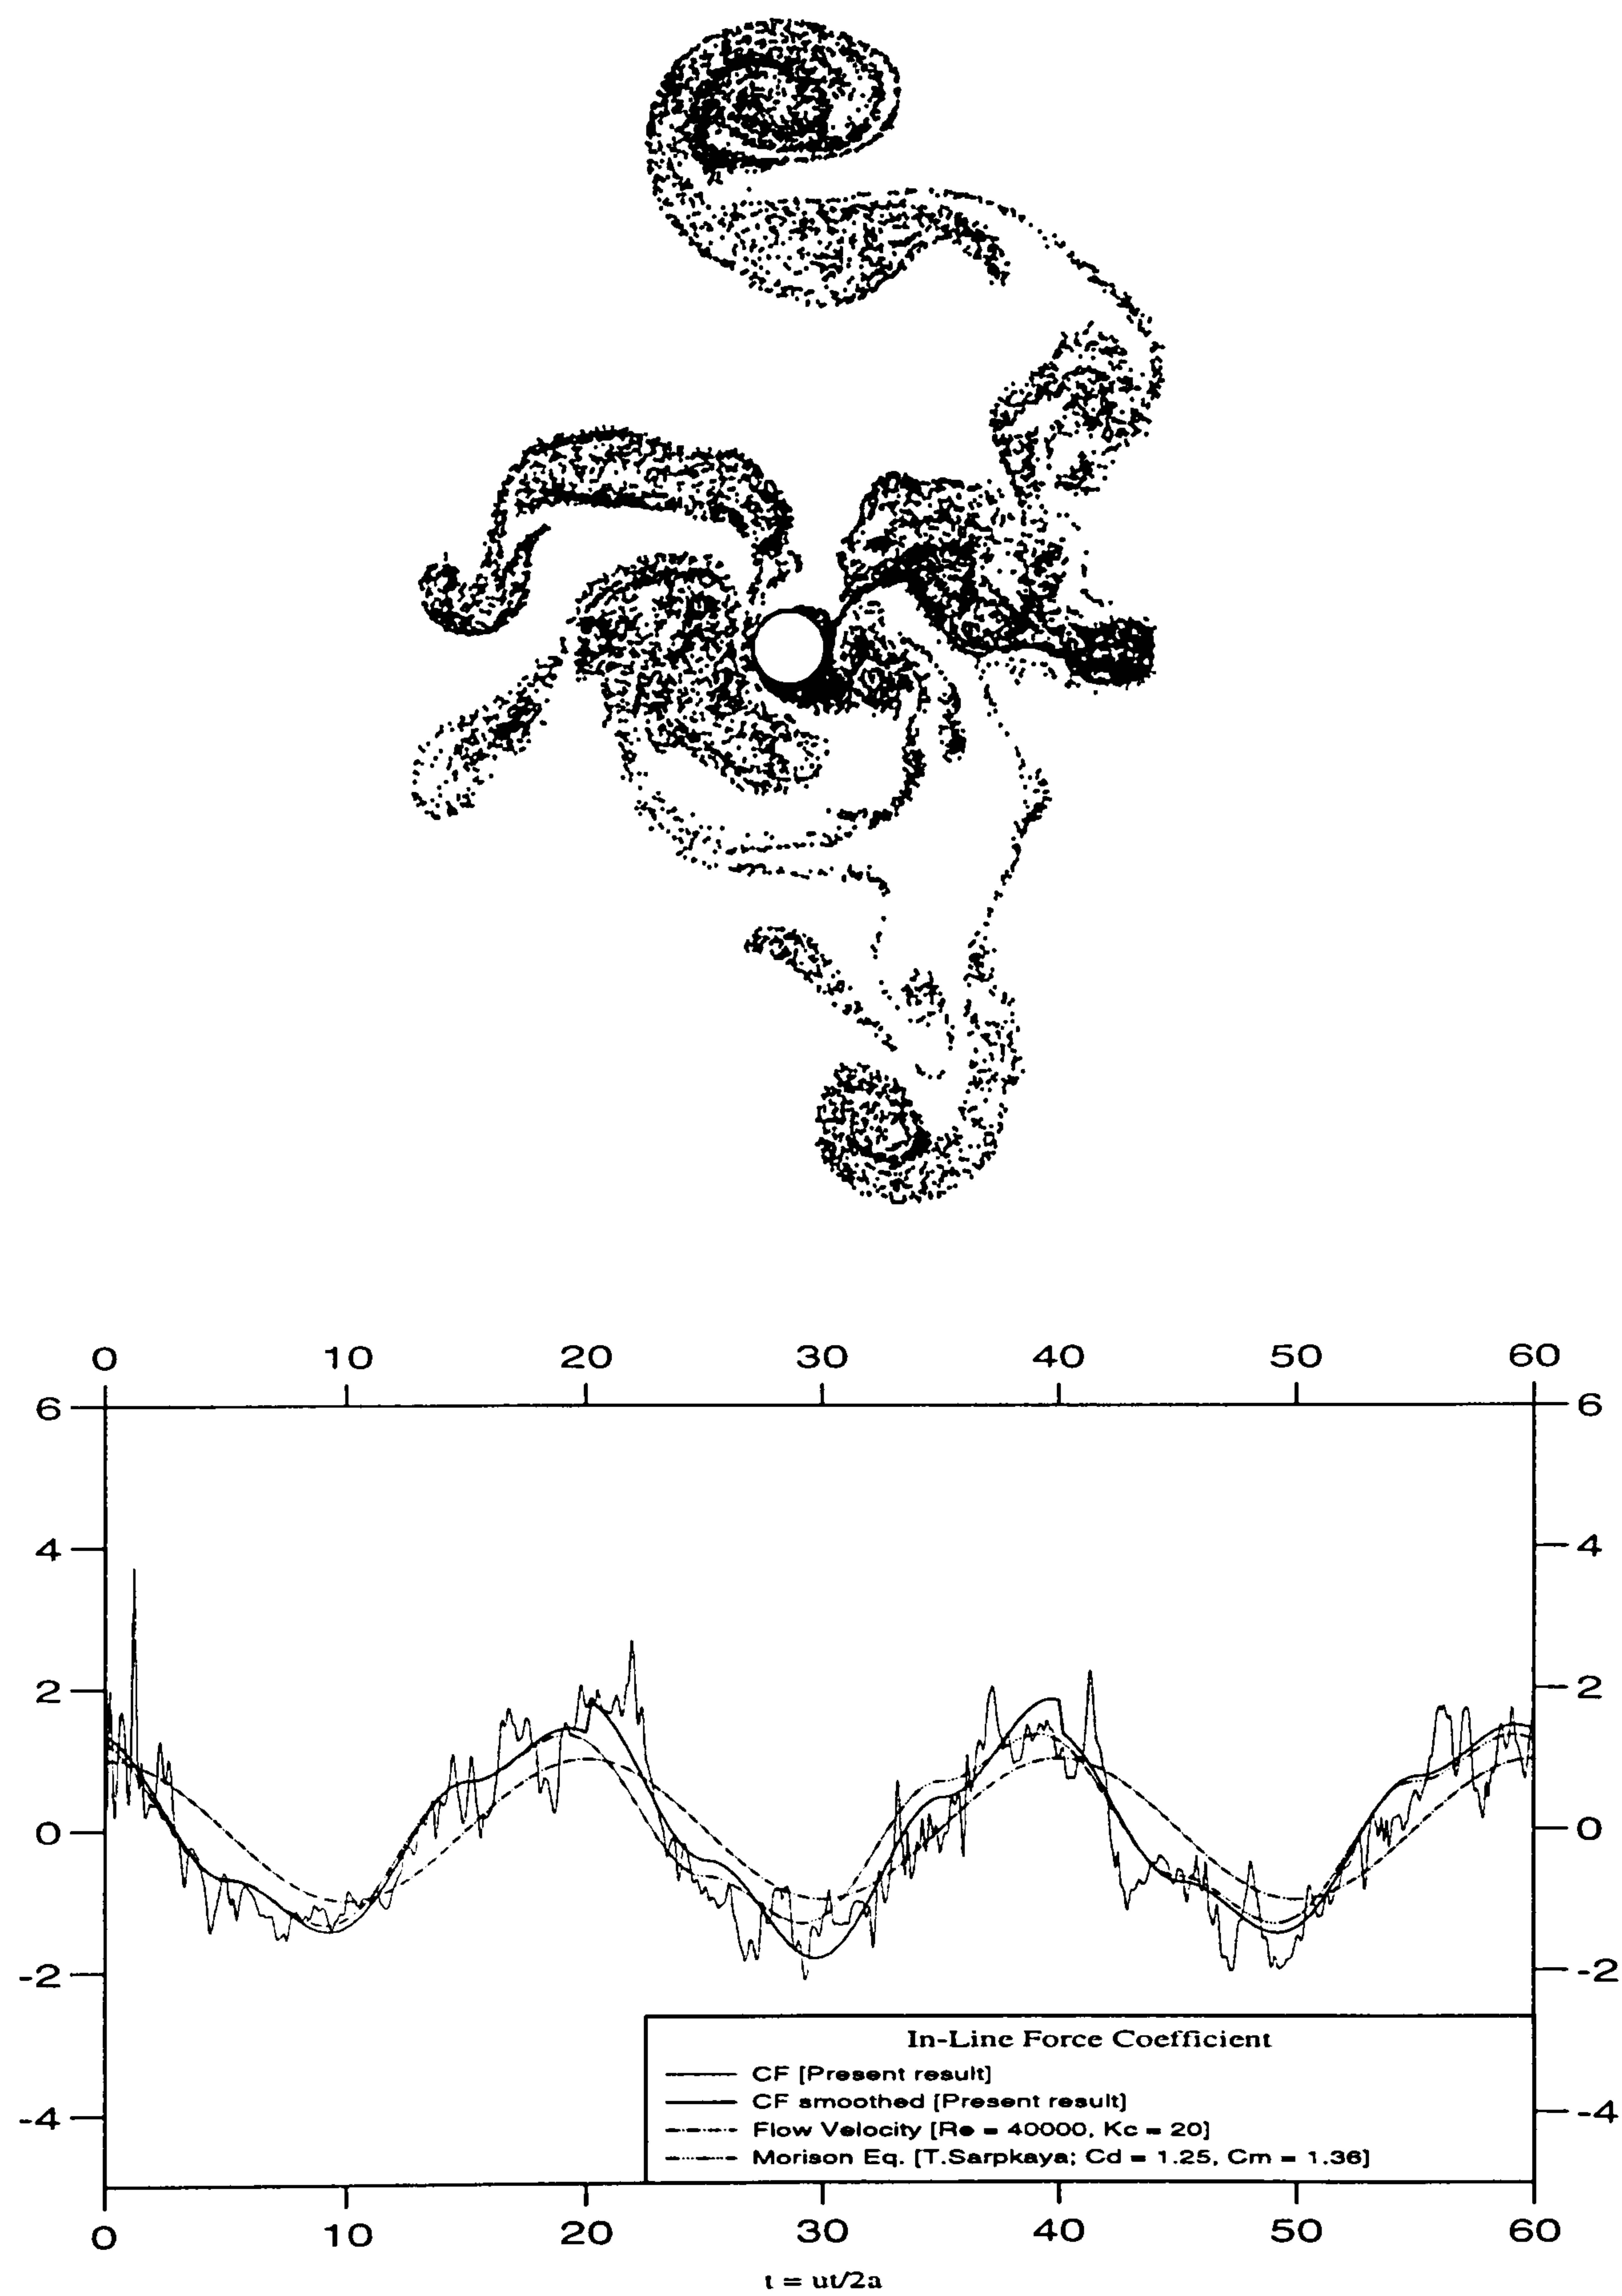 0 10 20 30 40 50 60
6 6
4 4
2 2
0 0
-2 -2
-4 -4
In-Line Force Coefficient
CF [Present result]
CF smoothed [Present result]
Flow Velocity [Re = 40000, Kc = 20]
Morison Eq. [T.Sarpkaya; Cd = 1.25, Cm = 1.36]
0 10 20 30 40 50 60
t = ut/2a